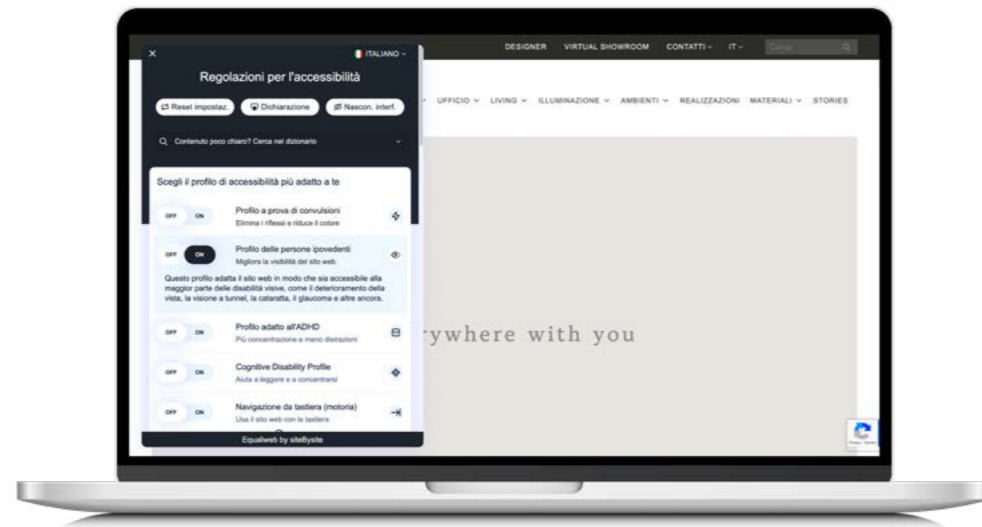 ITALIANO
DESIGNER VIRTUAL SHOWROOM CONTATTI IT Cerca
Regolazioni per l'accessibilità
Reset impostaz. Dichiarazione Nascon. interf.
UFFICIO LIVING ILLUMINAZIONE AMBIENTI REALIZZAZIONI MATERIALI STORIES
Contenuto poco chiaro? Cerca nel dizionario
Scegli il profilo di accessibilità più adatto a te
OFF ON Profilo a prova di convulsioni
Elimina i riflessi e riduce il colore
OFF ON Profilo delle persone ipovedenti
Migliora la visibilità del sito web
Questo profilo adatta il sito web in modo che sia accessibile alla
maggior parte delle disabilità visive, come il deterioramento della
vista, la visione a tunnel, la cataratta, il glaucoma e altre ancora.
OFF ON Profilo adatto all'ADHD
Più concentrazione e meno distrazioni
rywhere with you
OFF ON Cognitive Disability Profile
Aiuta a leggere e a concentrarsi
OFF ON Navigazione da tastiera (motoria)
Usa il sito web con la tastiera
Equalweb by siteBysite